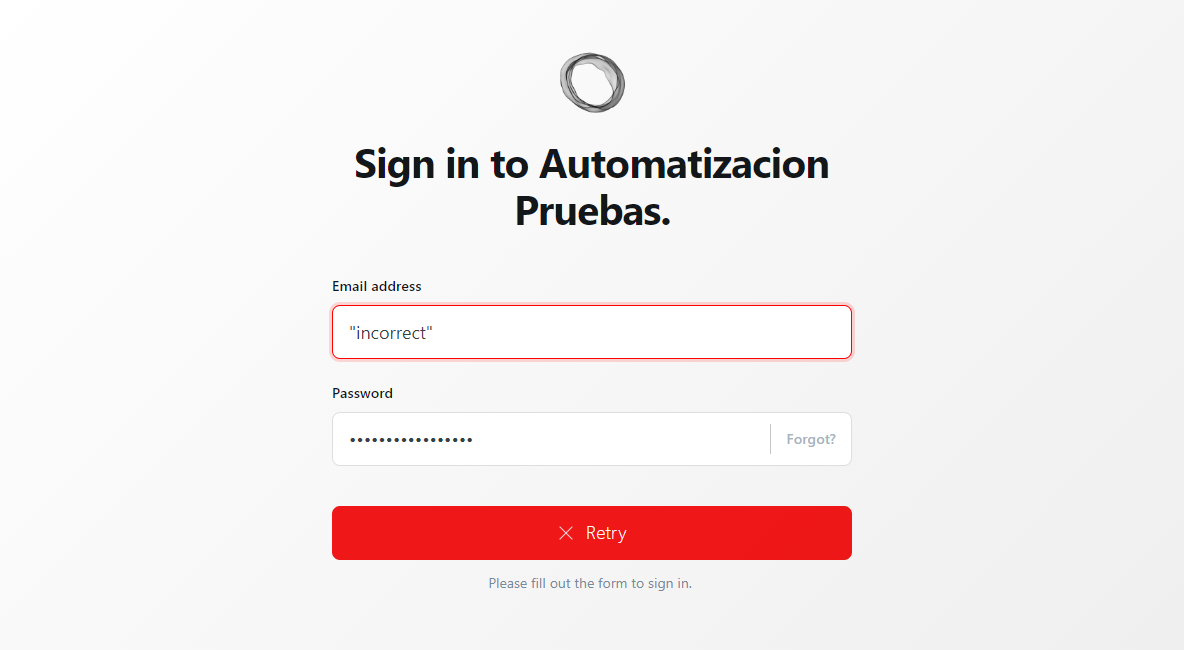 Sign in to Automatizacion
Pruebas.
Email address
"incorrect"
Password
•••••••••••••••••
Forgot?
Retry
Please fill out the form to sign in.